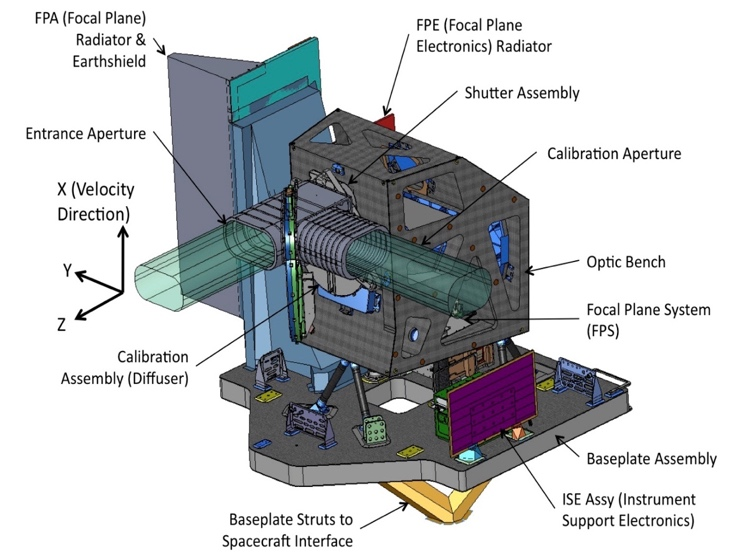 FPA (Focal Plane)
Radiator &
Earthshield
FPE (Focal Plane
Electronics) Radiator
Shutter Assembly
Entrance Aperture
Calibration Aperture
X (Velocity
Direction)
Y
Z
Optic Bench
Focal Plane System
(FPS)
Calibration
Assembly (Diffuser)
Baseplate Assembly
ISE Assy (Instrument
Support Electronics)
Baseplate Struts to
Spacecraft Interface